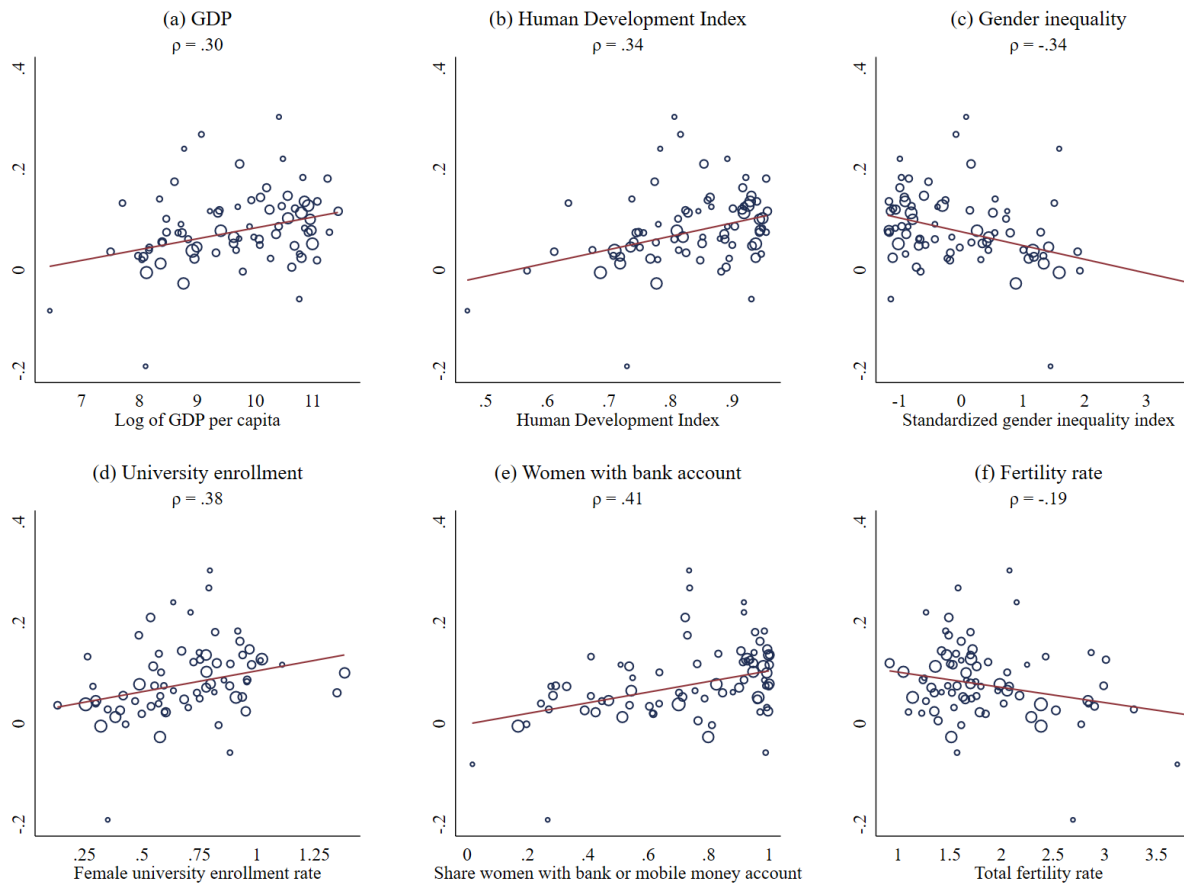 (a) GDP
ρ = .30
.4
.2
0
-.2
7 8 9 10 11
Log of GDP per capita
(b) Human Development Index
ρ = .34
.4
.2
0
-.2
.5 .6 .7 .8 .9
Human Development Index
(c) Gender inequality
ρ = -.34
.4
.2
0
-.2
-1 0 1 2 3
Standardized gender inequality index
(d) University enrollment
ρ = .38
.4
.2
0
-.2
.25 .5 .75 1 1.25
Female university enrollment rate
(e) Women with bank account
ρ = .41
.4
.2
0
-.2
0 .2 .4 .6 .8 1
Share women with bank or mobile money account
(f) Fertility rate
ρ = -.19
.4
.2
0
-.2
1 1.5 2 2.5 3 3.5
Total fertility rate